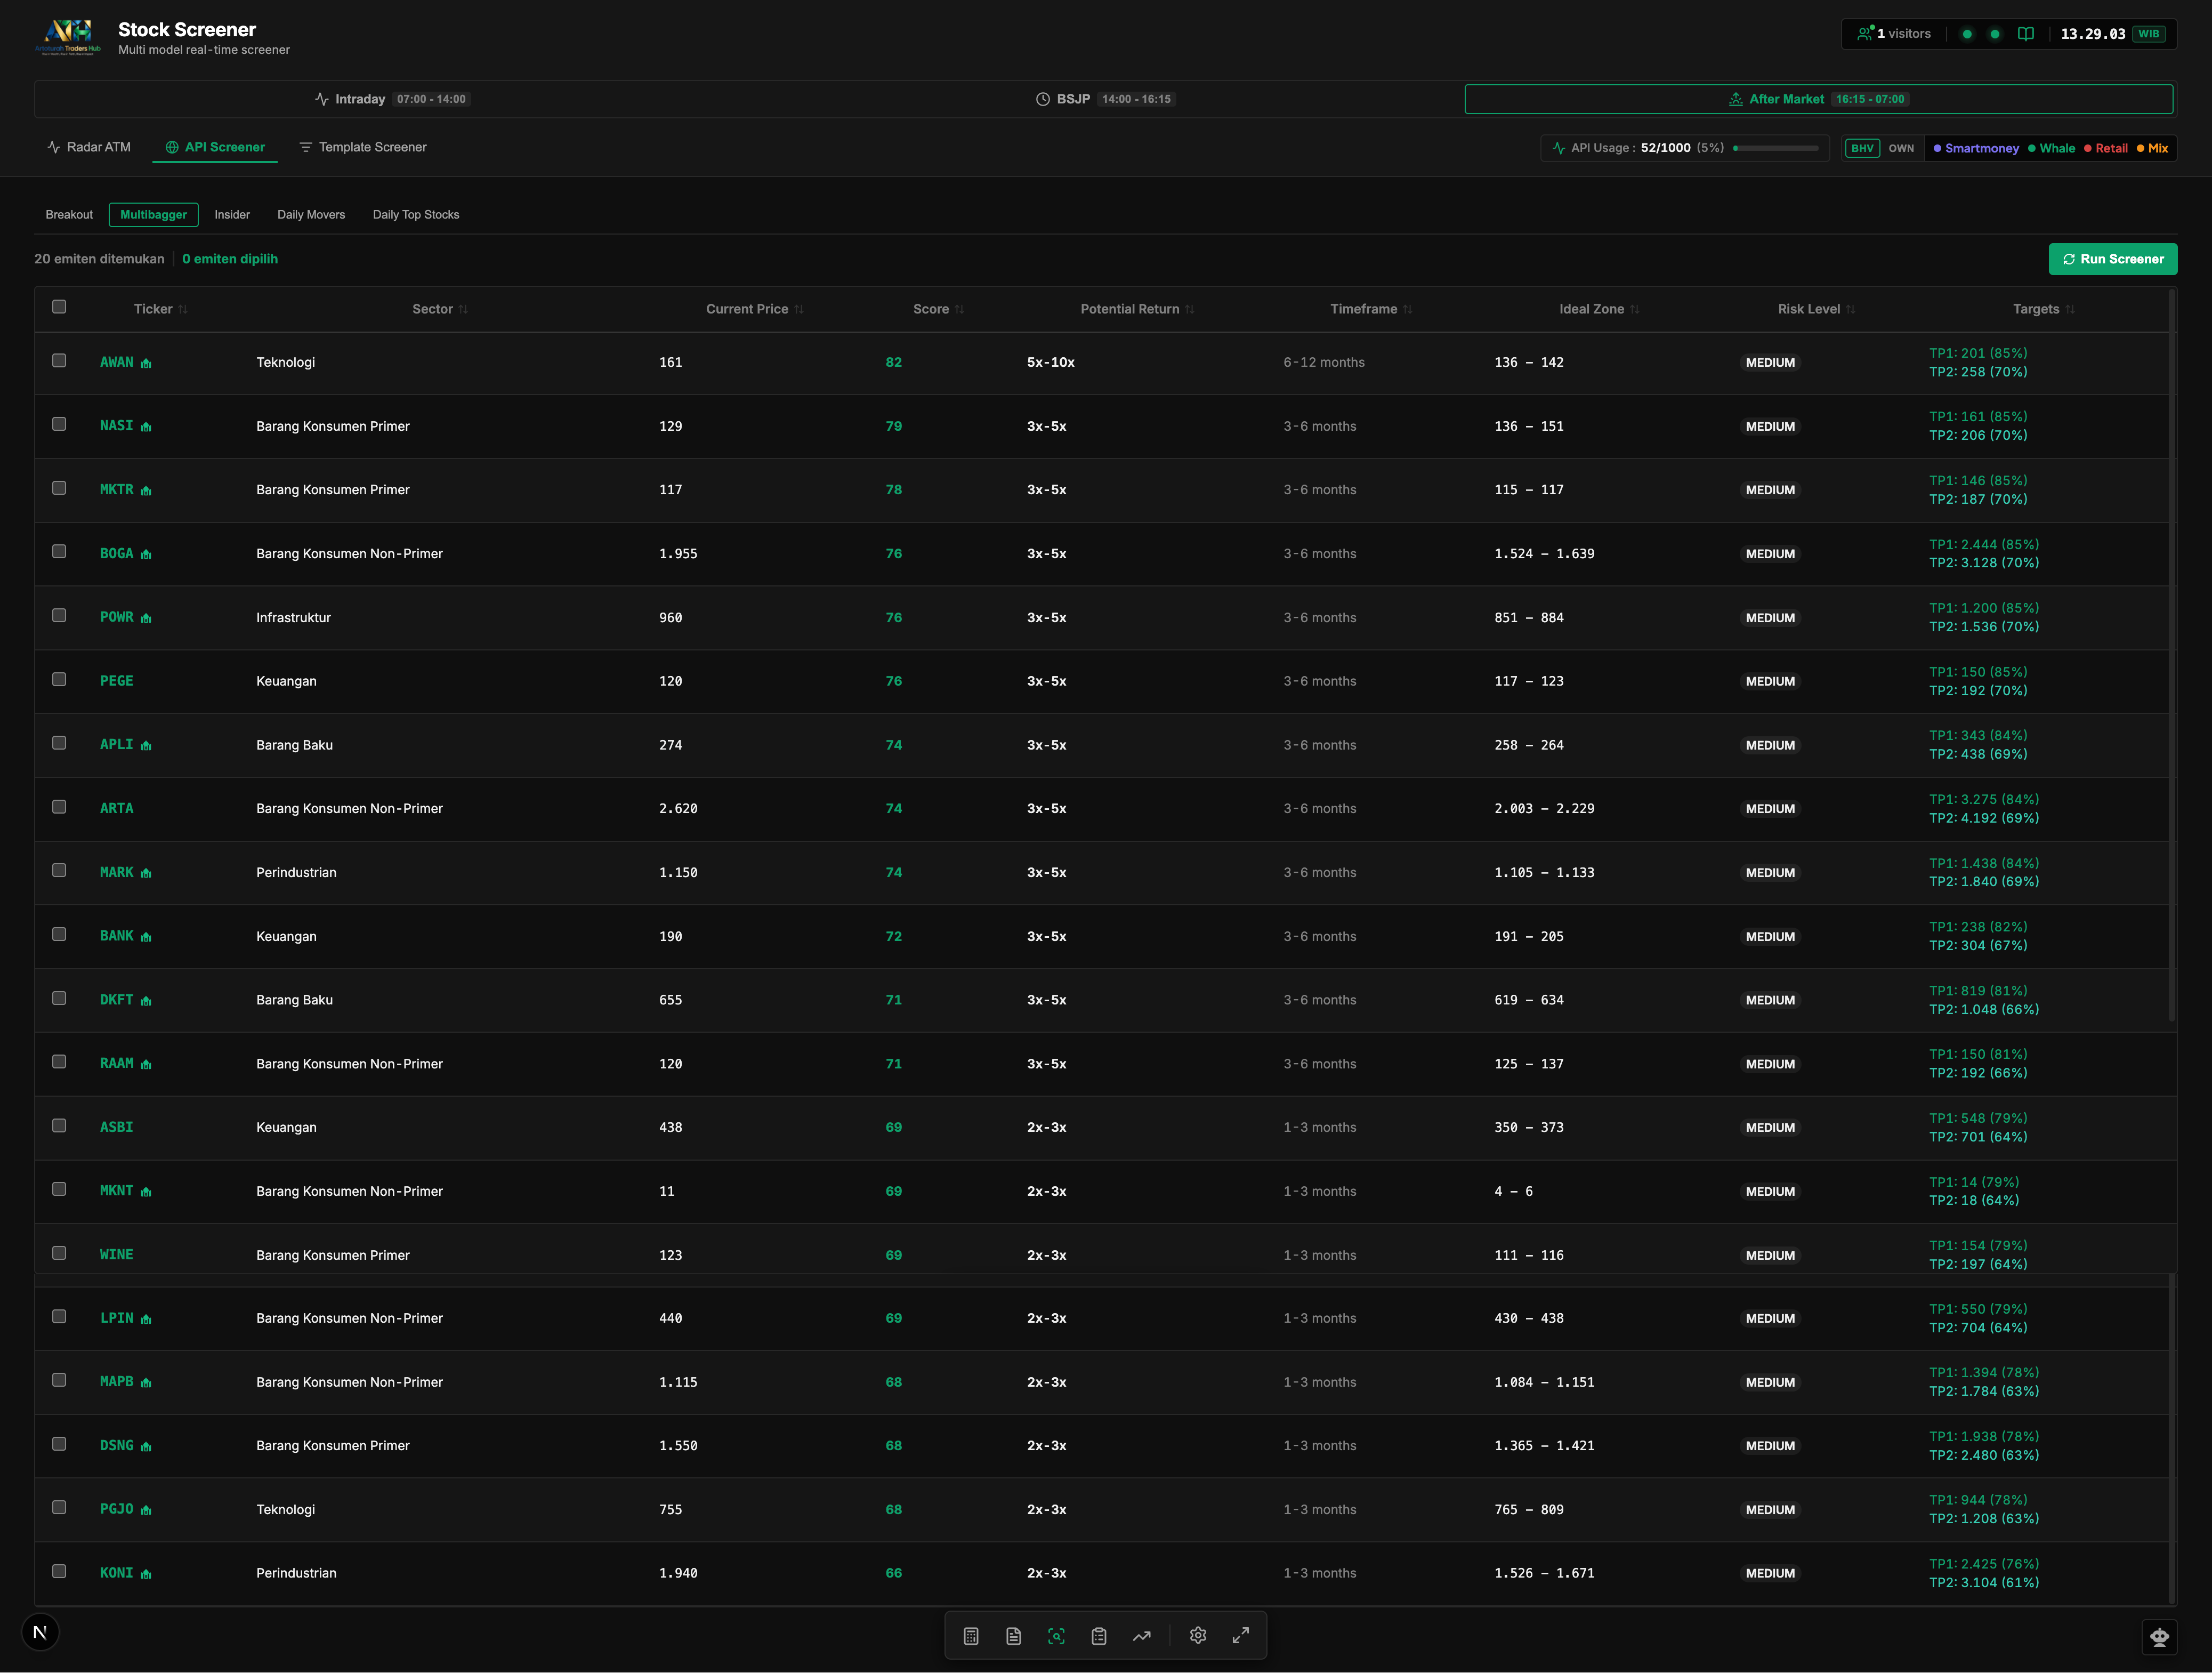 Arisiturah Traders Hub
Stock Screener
Multi model real-time screener
1 visitors
13.29.03 WIB
Intraday 07:00 - 14:00
BSJP 14:00 - 16:15
After Market 16:15 - 07:00
Radar ATM
API Screener
Template Screener
API Usage : 52/1000 (5%)
BHV OWN
Smartmoney Whale Retail Mix
Breakout Multibagger Insider Daily Movers Daily Top Stocks
20 emiten ditemukan 0 emiten dipilih
Run Screener
Ticker Sector Current Price Score Potential Return Timeframe Ideal Zone Risk Level Targets
AWAN Teknologi 161 82 5x-10x 6-12 months 136 – 142 MEDIUM TP1: 201 (85%)
TP2: 258 (70%)
NASI Barang Konsumen Primer 129 79 3x-5x 3-6 months 136 – 151 MEDIUM TP1: 161 (85%)
TP2: 206 (70%)
MKTR Barang Konsumen Primer 117 78 3x-5x 3-6 months 115 – 117 MEDIUM TP1: 146 (85%)
TP2: 187 (70%)
BOGA Barang Konsumen Non-Primer 1.955 76 3x-5x 3-6 months 1.524 – 1.639 MEDIUM TP1: 2.444 (85%)
TP2: 3.128 (70%)
POWR Infrastruktur 960 76 3x-5x 3-6 months 851 – 884 MEDIUM TP1: 1.200 (85%)
TP2: 1.536 (70%)
PEGE Keuangan 120 76 3x-5x 3-6 months 117 – 123 MEDIUM TP1: 150 (85%)
TP2: 192 (70%)
APLI Barang Baku 274 74 3x-5x 3-6 months 258 – 264 MEDIUM TP1: 343 (84%)
TP2: 438 (69%)
ARTA Barang Konsumen Non-Primer 2.620 74 3x-5x 3-6 months 2.003 – 2.229 MEDIUM TP1: 3.275 (84%)
TP2: 4.192 (69%)
MARK Perindustrian 1.150 74 3x-5x 3-6 months 1.105 – 1.133 MEDIUM TP1: 1.438 (84%)
TP2: 1.840 (69%)
BANK Keuangan 190 72 3x-5x 3-6 months 191 – 205 MEDIUM TP1: 238 (82%)
TP2: 304 (67%)
DKFT Barang Baku 655 71 3x-5x 3-6 months 619 – 634 MEDIUM TP1: 819 (81%)
TP2: 1.048 (66%)
RAAM Barang Konsumen Non-Primer 120 71 3x-5x 3-6 months 125 – 137 MEDIUM TP1: 150 (81%)
TP2: 192 (66%)
ASBI Keuangan 438 69 2x-3x 1-3 months 350 – 373 MEDIUM TP1: 548 (79%)
TP2: 701 (64%)
MKNT Barang Konsumen Non-Primer 11 69 2x-3x 1-3 months 4 – 6 MEDIUM TP1: 14 (79%)
TP2: 18 (64%)
WINE Barang Konsumen Primer 123 69 2x-3x 1-3 months 111 – 116 MEDIUM TP1: 154 (79%)
TP2: 197 (64%)
LPIN Barang Konsumen Non-Primer 440 69 2x-3x 1-3 months 430 – 438 MEDIUM TP1: 550 (79%)
TP2: 704 (64%)
MAPB Barang Konsumen Non-Primer 1.115 68 2x-3x 1-3 months 1.084 – 1.151 MEDIUM TP1: 1.394 (78%)
TP2: 1.784 (63%)
DSNG Barang Konsumen Primer 1.550 68 2x-3x 1-3 months 1.365 – 1.421 MEDIUM TP1: 1.938 (78%)
TP2: 2.480 (63%)
PGJO Teknologi 755 68 2x-3x 1-3 months 765 – 809 MEDIUM TP1: 944 (78%)
TP2: 1.208 (63%)
KONI Perindustrian 1.940 66 2x-3x 1-3 months 1.526 – 1.671 MEDIUM TP1: 2.425 (76%)
TP2: 3.104 (61%)
N